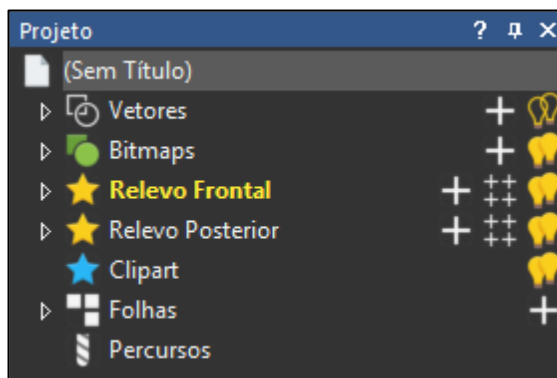 Projeto
(Sem Título)
Vetores
Bitmaps
Relevo Frontal
Relevo Posterior
Clipart
Folhas
Percursos